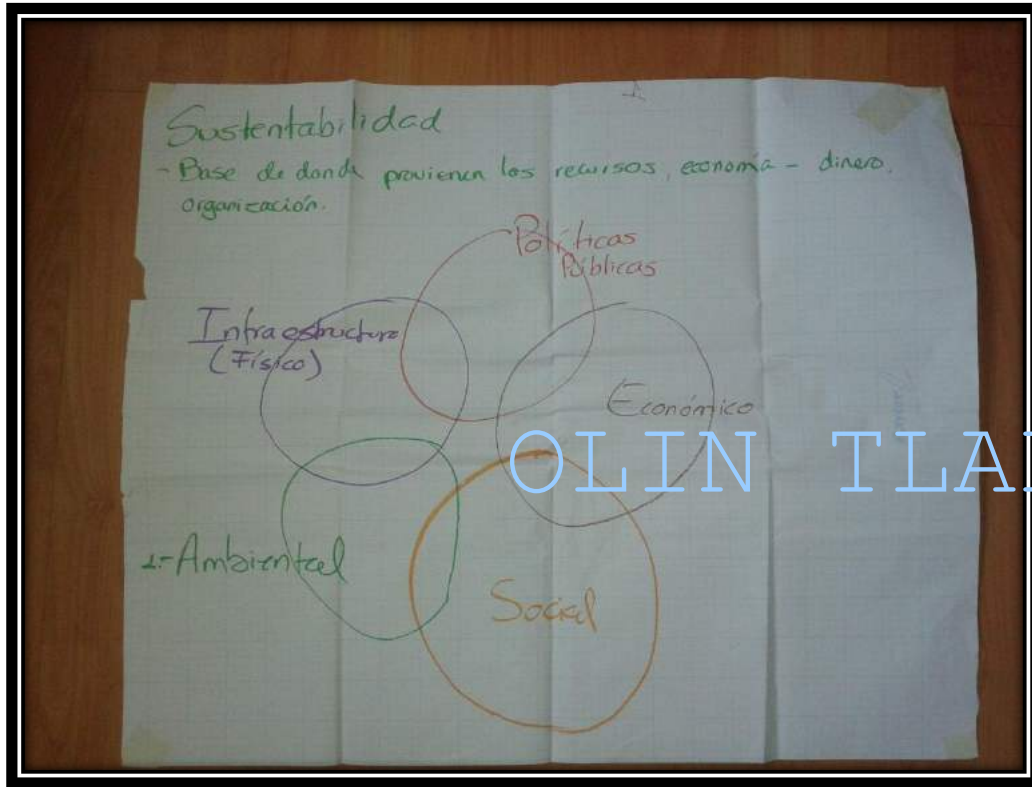 Sustentabilidad
- Base de donde provienen los recursos, economía - dinero,
organización.
Políticas
Públicas
Infraestructura
(Físico)
Económico
OLIN TLA
1.- Ambiental
Social